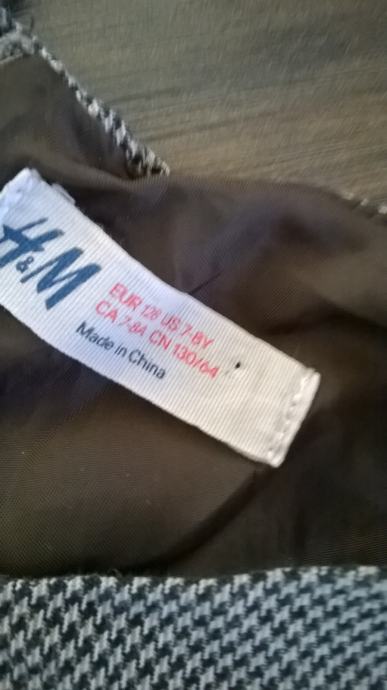 H&M
EUR 128 US 7-8Y
CA 7-8A CN 130/64
Made in China